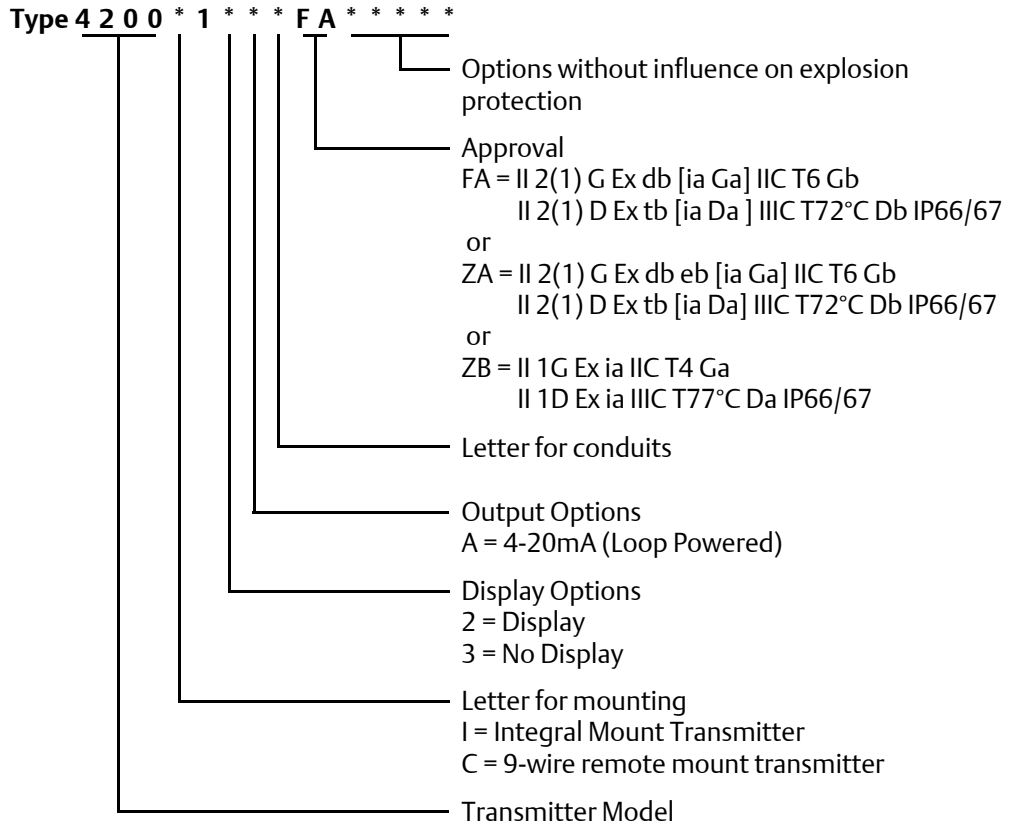 Type 4 2 0 0 * 1 * * * F A * * * * *
Options without influence on explosion
protection
Approval
FA = II 2(1) G Ex db [ia Ga] IIC T6 Gb
II 2(1) D Ex tb [ia Da ] IIIC T72°C Db IP66/67
or
ZA = II 2(1) G Ex db eb [ia Ga] IIC T6 Gb
II 2(1) D Ex tb [ia Da] IIIC T72°C Db IP66/67
or
ZB = II 1G Ex ia IIC T4 Ga
II 1D Ex ia IIIC T77°C Da IP66/67
Letter for conduits
Output Options
A = 4-20mA (Loop Powered)
Display Options
2 = Display
3 = No Display
Letter for mounting
I = Integral Mount Transmitter
C = 9-wire remote mount transmitter
Transmitter Model